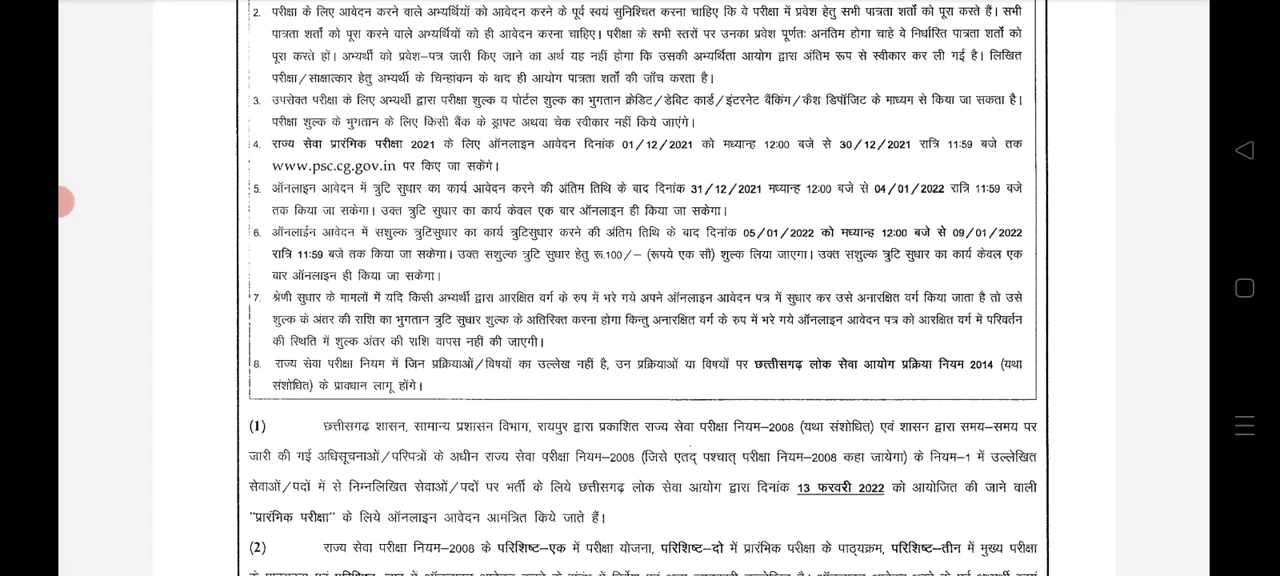 2. परीक्षा के लिए आवेदन करने वाले अभ्यर्थियों को आवेदन करने के पूर्व स्वयं सुनिश्चित करना चाहिए कि वे परीक्षा में प्रवेश हेतु सभी पात्रता शर्तो को पूरा करते हैं। सभी
पात्रता शर्तो को पूरा करने वाले अभ्यर्थियों को ही आवेदन करना चाहिए। परीक्षा के सभी स्तरों पर उनका प्रवेश पूर्णतः अनंतिम होगा चाहे वे निर्धारित पात्रता शर्तो को
पूरा करते हों। अभ्यर्थी को प्रवेश–पत्र जारी किए जाने का अर्थ यह नहीं होगा कि उसकी अभ्यर्थिता आयोग द्वारा अंतिम रूप से स्वीकार कर ली गई है। लिखित
परीक्षा/साक्षात्कार हेतु अभ्यर्थी के चिन्हांकन के बाद ही आयोग पात्रता शर्तो की जाँच करता है।
3. उपरोक्त परीक्षा के लिए अभ्यर्थी द्वारा परीक्षा शुल्क व पोर्टल शुल्क का भुगतान क्रेडिट/डेबिट कार्ड/इंटरनेट बैंकिंग/कैश डिपॉजिट के माध्यम से किया जा सकता है।
परीक्षा शुल्क के भुगतान के लिए किसी बैंक के ड्राफ्ट अथवा चेक स्वीकार नहीं किये जाएंगे।
4. राज्य सेवा प्रारंभिक परीक्षा 2021 के लिए ऑनलाइन आवेदन दिनांक 01/12/2021 को मध्यान्ह 12:00 बजे से 30/12/2021 रात्रि 11:59 बजे तक
www.psc.cg.gov.in पर किए जा सकेंगे।
5. ऑनलाइन आवेदन में त्रुटि सुधार का कार्य आवेदन करने की अंतिम तिथि के बाद दिनांक 31/12/2021 मध्यान्ह 12:00 बजे से 04/01/2022 रात्रि 11:59 बजे
तक किया जा सकेगा। उक्त त्रुटि सुधार का कार्य केवल एक बार ऑनलाइन ही किया जा सकेगा।
6. ऑनलाईन आवेदन में सशुल्क त्रुटिसुधार का कार्य त्रुटिसुधार करने की अंतिम तिथि के बाद दिनांक 05/01/2022 को मध्यान्ह 12:00 बजे से 09/01/2022
रात्रि 11:59 बजे तक किया जा सकेगा। उक्त सशुल्क त्रुटि सुधार हेतु रू.100/– (रूपये एक सौ) शुल्क लिया जाएगा। उक्त सशुल्क त्रुटि सुधार का कार्य केवल एक
बार ऑनलाइन ही किया जा सकेगा।
7. श्रेणी सुधार के मामलों में यदि किसी अभ्यर्थी द्वारा आरक्षित वर्ग के रुप में भरे गये अपने ऑनलाइन आवेदन पत्र में सुधार कर उसे अनारक्षित वर्ग किया जाता है तो उसे
शुल्क के अंतर की राशि का भुगतान त्रुटि सुधार शुल्क के अतिरिक्त करना होगा किन्तु अनारक्षित वर्ग के रुप में भरे गये ऑनलाइन आवेदन पत्र को आरक्षित वर्ग में परिवर्तन
की स्थिति में शुल्क अंतर की राशि वापस नहीं की जाएगी।
8. राज्य सेवा परीक्षा नियम में जिन प्रक्रियाओं/विषयों का उल्लेख नहीं है, उन प्रक्रियाओं या विषयों पर छत्तीसगढ़ लोक सेवा आयोग प्रक्रिया नियम 2014 (यथा
संशोधित) के प्रावधान लागू होंगे।
(1) छत्तीसगढ़ शासन, सामान्य प्रशासन विभाग, रायपुर द्वारा प्रकाशित राज्य सेवा परीक्षा नियम–2008 (यथा संशोधित) एवं शासन द्वारा समय–समय पर
जारी की गई अधिसूचनाओं/परिपत्रों के अधीन राज्य सेवा परीक्षा नियम–2008 (जिसे एतद् पश्चात् परीक्षा नियम–2008 कहा जायेगा) के नियम–1 में उल्लेखित
सेवाओं/पदों में से निम्नलिखित सेवाओं/पदों पर भर्ती के लिये छत्तीसगढ़ लोक सेवा आयोग द्वारा दिनांक 13 फरवरी 2022 को आयोजित की जाने वाली
"प्रारंमिक परीक्षा" के लिये ऑनलाइन आवेदन आमंत्रित किये जाते हैं।
(2) राज्य सेवा परीक्षा नियम–2008 के परिशिष्ट–एक में परीक्षा योजना, परिशिष्ट–दो में प्रारंभिक परीक्षा के पाठ्यक्रम, परिशिष्ट–तीन में मुख्य परीक्षा